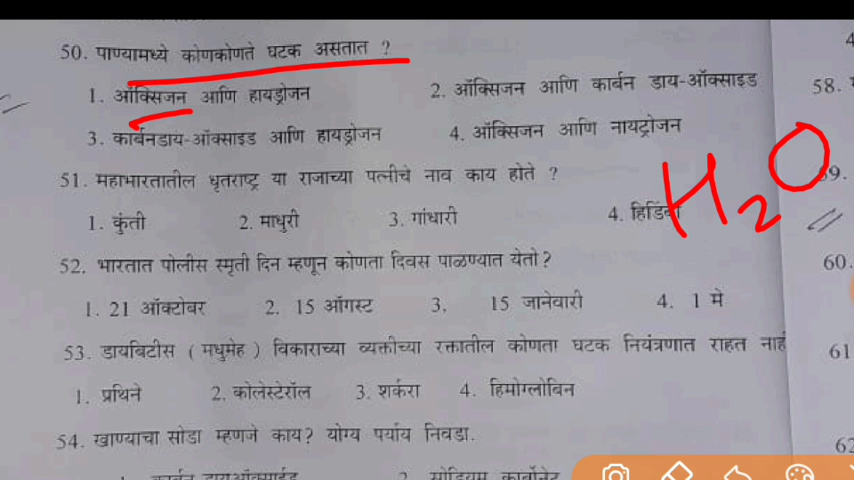 50. पाण्यामध्ये कोणकोणते घटक असतात ?
1. ऑक्सिजन आणि हायड्रोजन 2. ऑक्सिजन आणि कार्बन डाय-ऑक्साइड
58.
3. कार्बनडाय-ऑक्साइड आणि हायड्रोजन 4. ऑक्सिजन आणि नायट्रोजन
H2O
51. महाभारतातील धृतराष्ट्र या राजाच्या पत्नीचे नाव काय होते ?
1. कुंती 2. माधुरी 3. गांधारी 4. हिडिंबा
52. भारतात पोलीस स्मृती दिन म्हणून कोणता दिवस पाळण्यात येतो?
60.
1. 21 ऑक्टोबर 2. 15 ऑगस्ट 3. 15 जानेवारी 4. 1 मे
53. डायबिटीस ( मधुमेह ) विकाराच्या व्यक्तीच्या रक्तातील कोणता घटक नियंत्रणात राहत नाही
61
1. प्रथिने 2. कोलेस्टेरॉल 3. शर्करा 4. हिमोग्लोबिन
54. खाण्याचा सोडा म्हणजे काय? योग्य पर्याय निवडा.
62